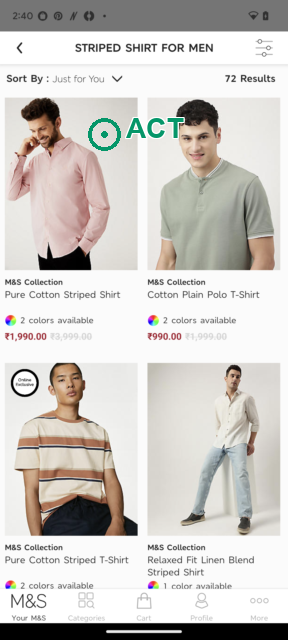 2:40
STRIPED SHIRT FOR MEN
Sort By : Just for You
72 Results
ACT
M&S Collection
Pure Cotton Striped Shirt
2 colors available
₹1,990.00 ₹3,999.00
M&S Collection
Cotton Plain Polo T-Shirt
2 colors available
₹990.00 ₹1,999.00
Online
Exclusive
M&S Collection
Pure Cotton Striped T-Shirt
2 colors available
M&S Collection
Relaxed Fit Linen Blend
Striped Shirt
1 color available
M&S
Your M&S
Categories
Cart
Profile
More